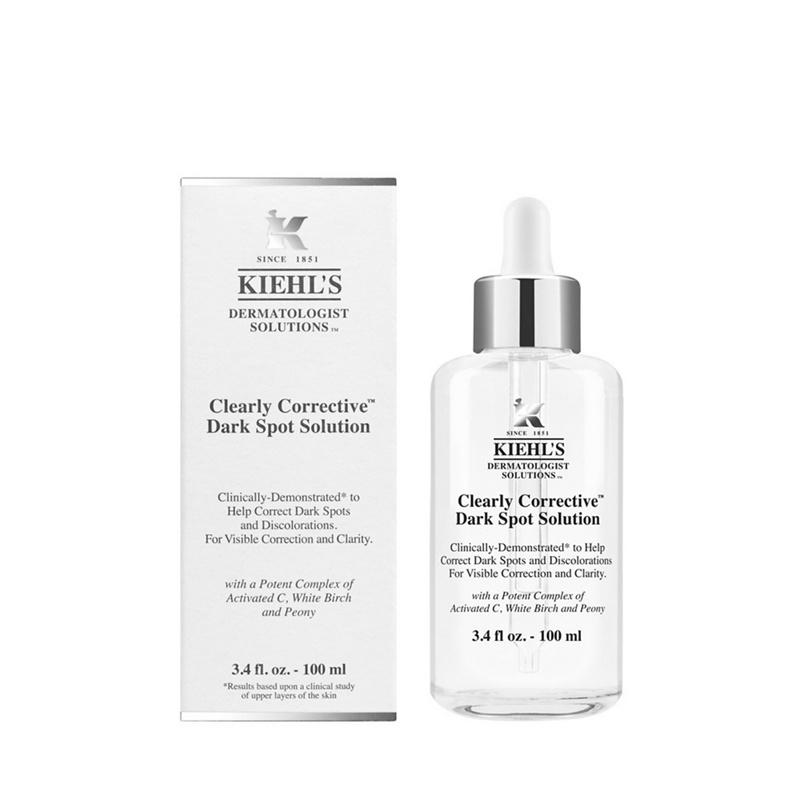 SINCE 1851
KIEHL'S
DERMATOLOGIST
SOLUTIONS™
Clearly Corrective™
Dark Spot Solution
Clinically-Demonstrated* to
Help Correct Dark Spots
and Discolorations.
For Visible Correction and Clarity.
with a Potent Complex of
Activated C, White Birch
and Peony
3.4 fl. oz. - 100 ml
*Results based upon a clinical study
of upper layers of the skin
SINCE 1851
KIEHL'S
DERMATOLOGIST
SOLUTIONS™
Clearly Corrective™
Dark Spot Solution
Clinically-Demonstrated* to Help
Correct Dark Spots and Discolorations
For Visible Correction and Clarity.
with a Potent Complex of
Activated C, White Birch and Peony
3.4 fl. oz. - 100 ml